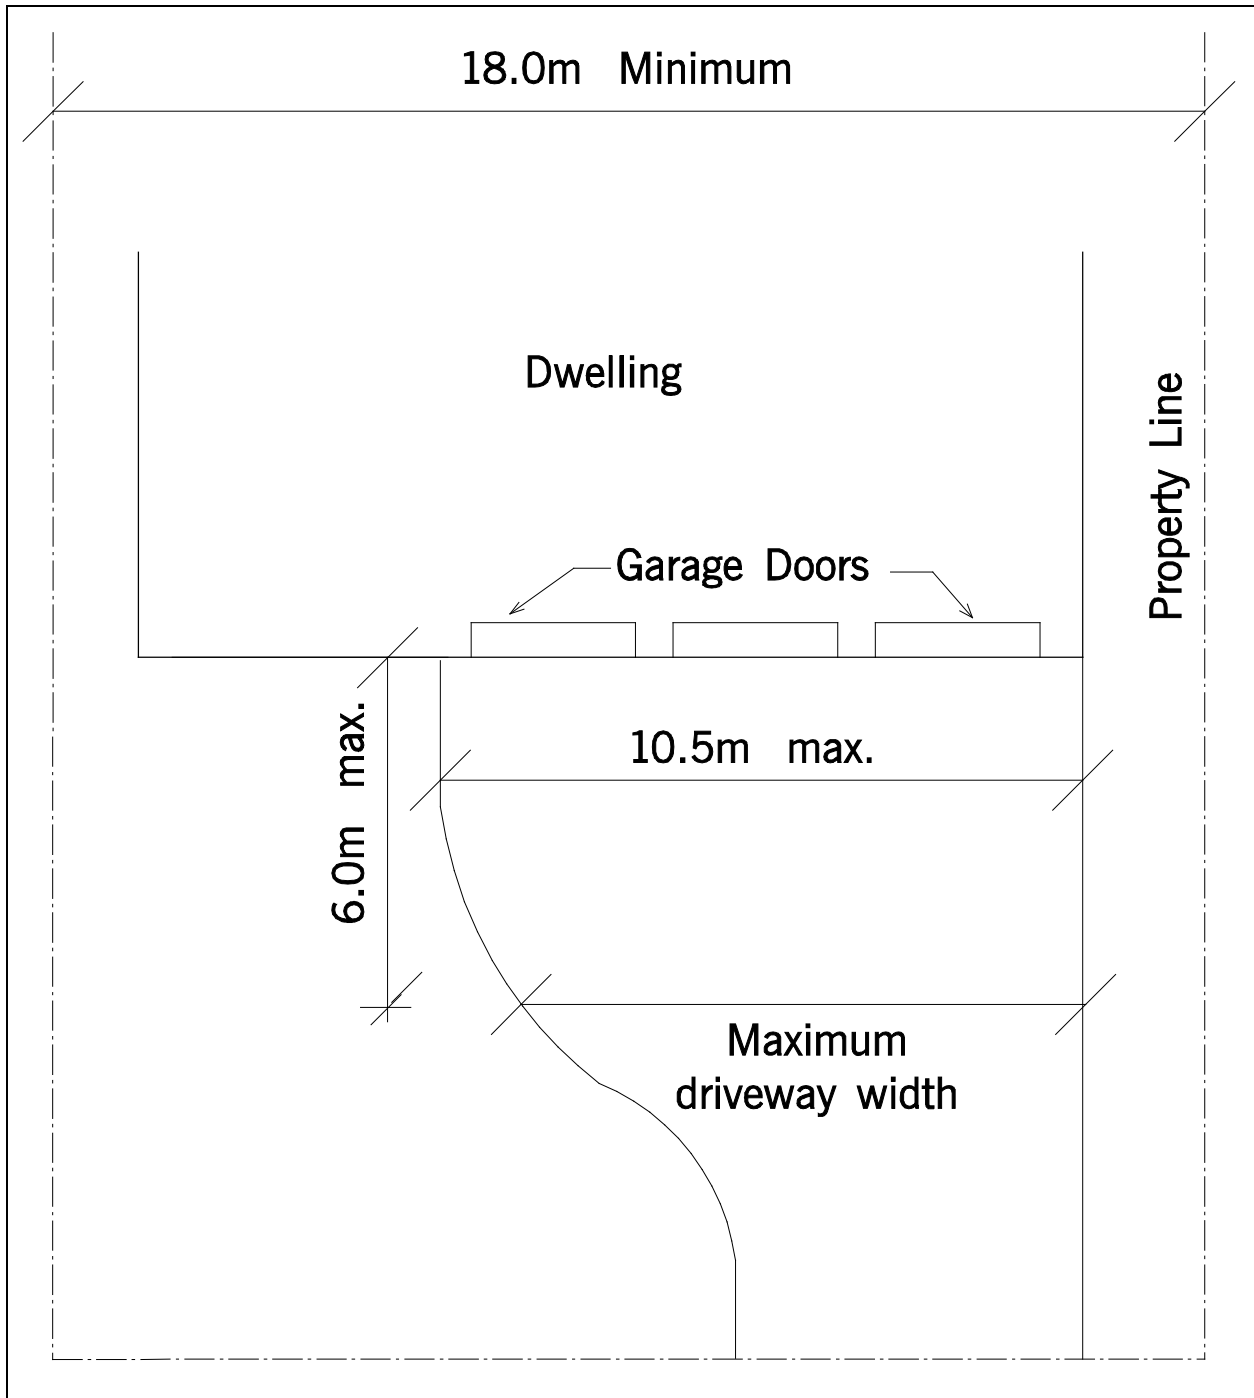 18.0m Minimum
Dwelling
Property Line
Garage Doors
10.5m max.
6.0m max.
Maximum
driveway width